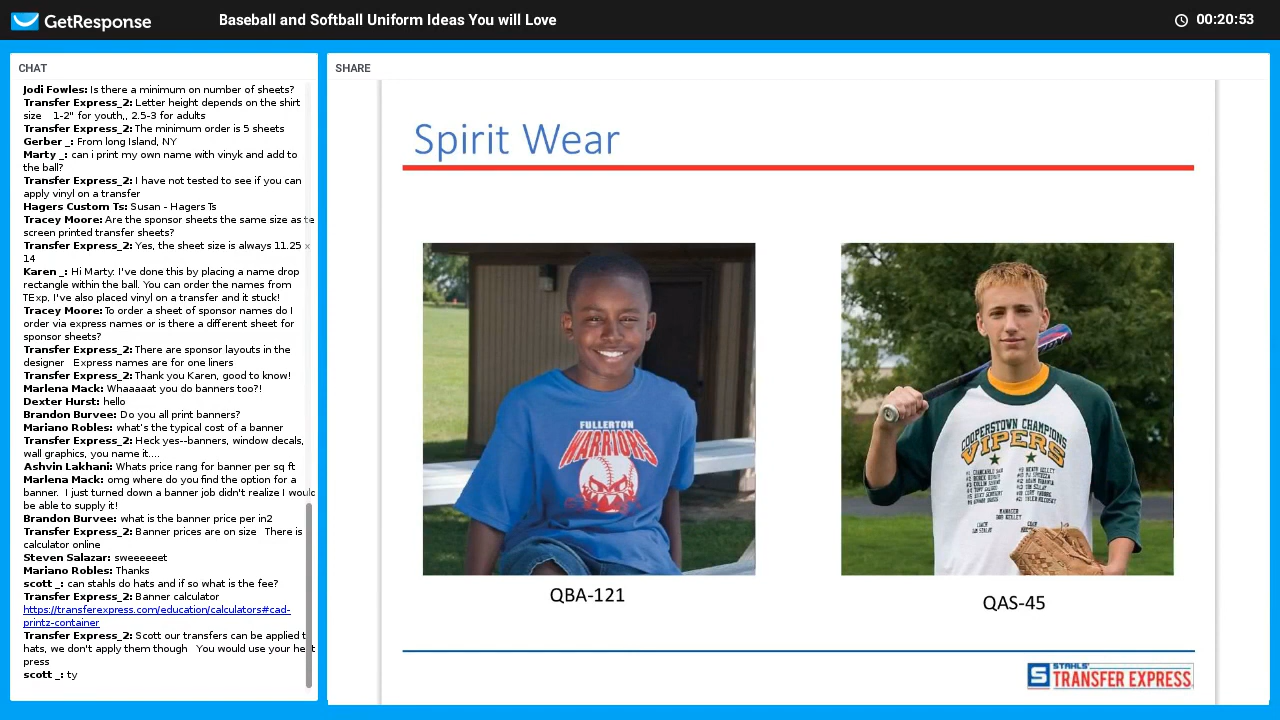 GetResponse
Baseball and Softball Uniform Ideas You will Love
00:20:53
CHAT
Jodi Fowles: Is there a minimum on number of sheets?
Transfer Express_2: Letter height depends on the shirt
size 1-2" for youth,, 2.5-3 for adults
Transfer Express_2: The minimum order is 5 sheets
Gerber _: From long Island, NY
Marty _: can i print my own name with vinyk and add to
the ball?
Transfer Express_2: I have not tested to see if you can
apply vinyl on a transfer
Hagers Custom Ts: Susan - Hagers Ts
Tracey Moore: Are the sponsor sheets the same size as te
screen printed transfer sheets?
Transfer Express_2: Yes, the sheet size is always 11.25 x
14
Karen _: Hi Marty: I've done this by placing a name drop
rectangle within the ball. You can order the names from
TExp. I've also placed vinyl on a transfer and it stuck!
Tracey Moore: To order a sheet of sponsor names do I
order via express names or is there a different sheet for
sponsor sheets?
Transfer Express_2: There are sponsor layouts in the
designer Express names are for one liners
Transfer Express_2: Thank you Karen, good to know!
Marlena Mack: Whaaaaat you do banners too?!
Dexter Hurst: hello
Brandon Burvee: Do you all print banners?
Mariano Robles: what's the typical cost of a banner
Transfer Express_2: Heck yes--banners, window decals,
wall graphics, you name it....
Ashvin Lakhani: Whats price rang for banner per sq ft
Marlena Mack: omg where do you find the option for a
banner. I just turned down a banner job didn't realize I would
be able to supply it!
Brandon Burvee: what is the banner price per in2
Transfer Express_2: Banner prices are on size There is
calculator online
Steven Salazar: sweeeeeet
Mariano Robles: Thanks
scott _: can stahls do hats and if so what is the fee?
Transfer Express_2: Banner calculator
https://transferexpress.com/education/calculators#cad-
printz-container
Transfer Express_2: Scott our transfers can be applied t
hats, we don't apply them though You would use your heat
press
scott _: ty
SHARE
Spirit Wear
FULLERTON
WARRIORS
QBA-121
COOPERSTOWN CHAMPIONS
VIPERS
MANAGER
COACH
COACH
QAS-45
S STAHLS'
TRANSFER EXPRESS